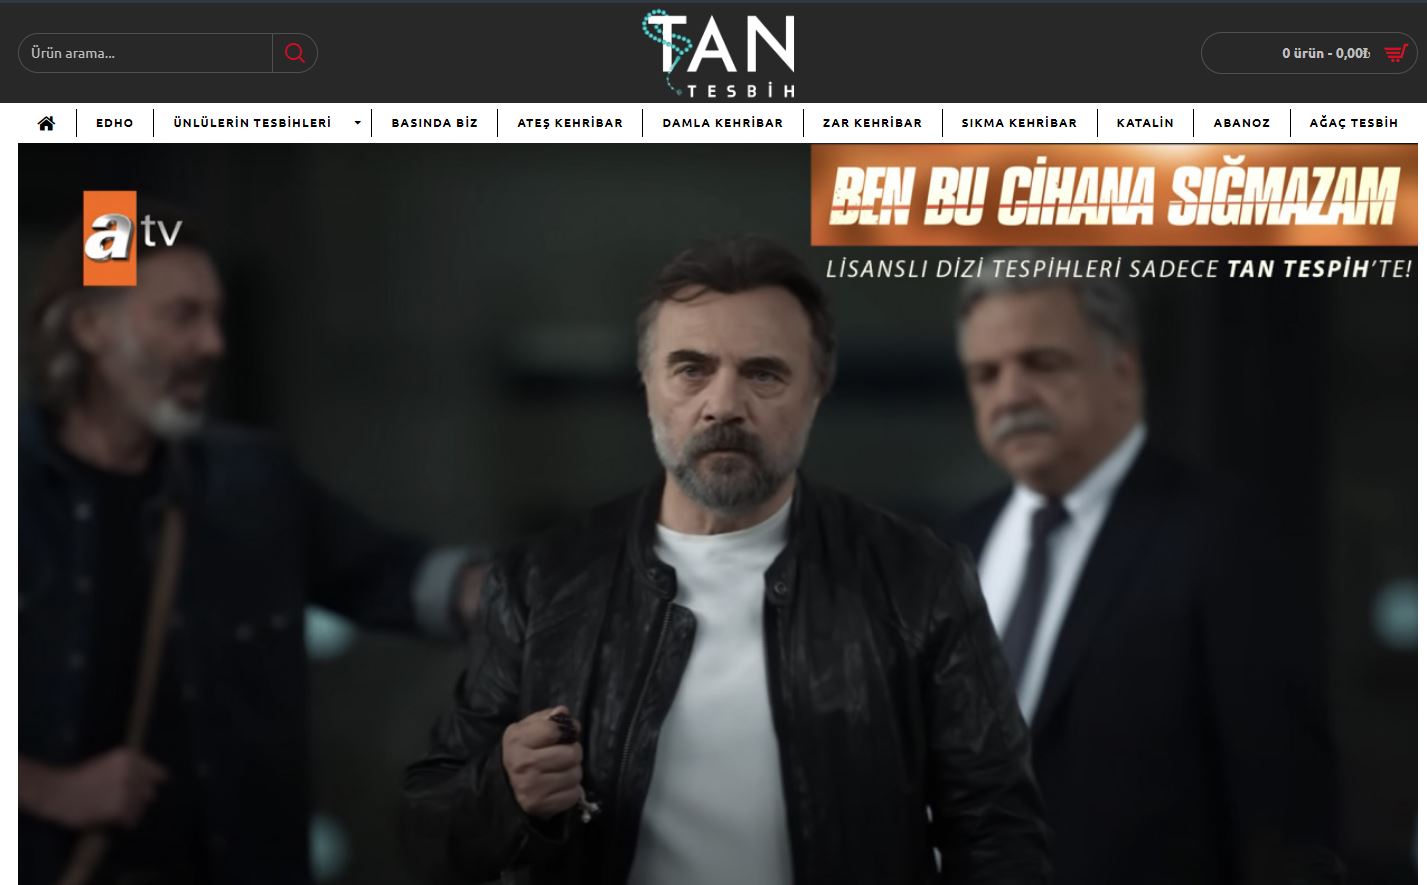 Ürün arama...
TAN
TESBİH
0 ürün - 0,00₺
EDHO
ÜNLÜLERİN TESBİHLERİ
BASINDA BİZ
ATEŞ KEHRİBAR
DAMLA KEHRİBAR
ZAR KEHRİBAR
SIKMA KEHRİBAR
KATALİN
ABANOZ
AĞAÇ TESBİH
atv
BEN BU CİHANA SIĞMAZAM
LİSANSLI DİZİ TESPİHLERİ SADECE TAN TESPİH'TE!